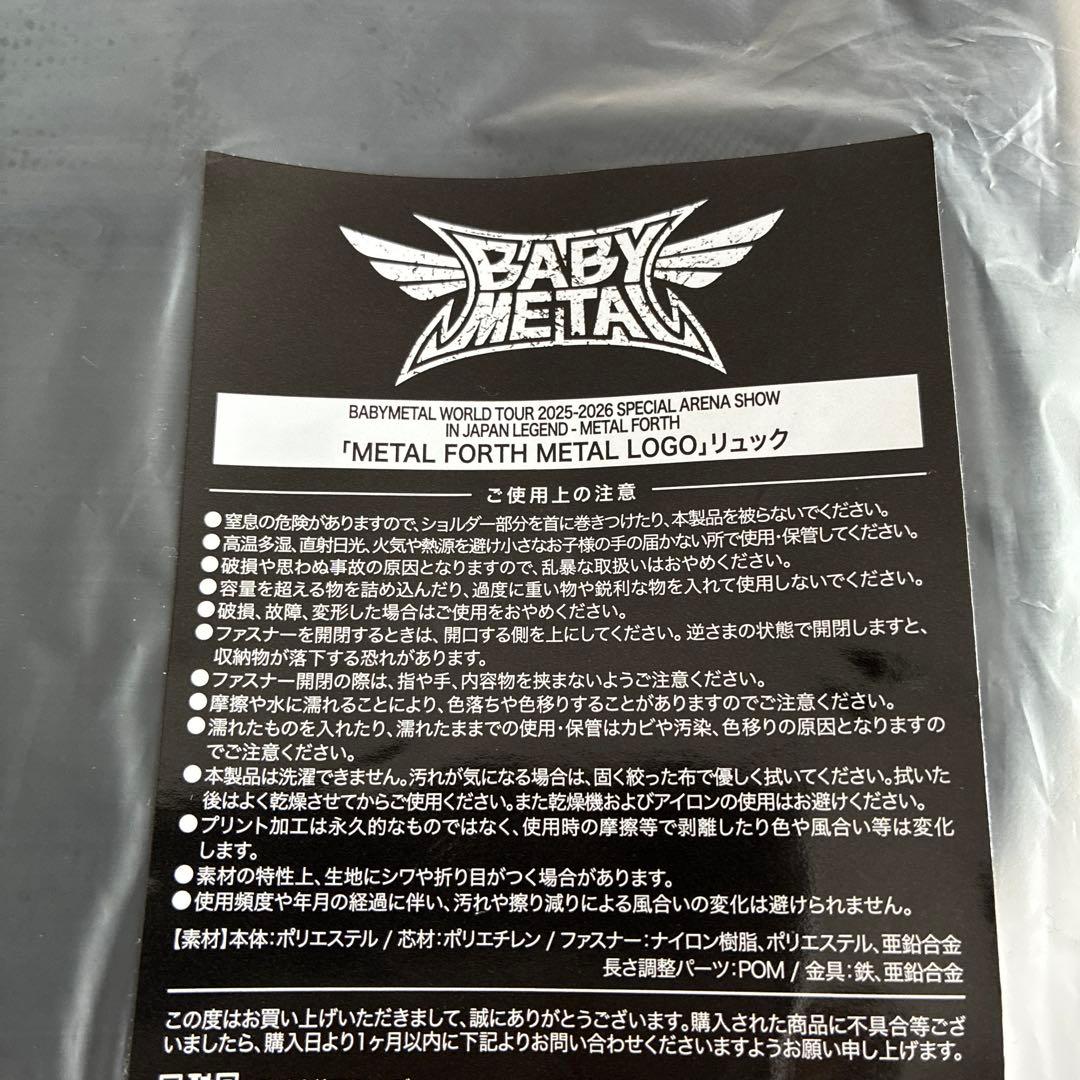 BABY
METAL
BABYMETAL WORLD TOUR 2025-2026 SPECIAL ARENA SHOW
IN JAPAN LEGEND - METAL FORTH
「METAL FORTH METAL LOGO」リュック
ご使用上の注意
●窒息の危険がありますので、ショルダー部分を首に巻きつけたり、本製品を被らないでください。
●高温多湿、直射日光、火気や熱源を避け小さなお子様の手の届かない所で使用・保管してください。
●破損や思わぬ事故の原因となりますので、乱暴な取扱いはおやめください。
●容量を超える物を詰め込んだり、過度に重い物や鋭利な物を入れて使用しないでください。
●破損、故障、変形した場合はご使用をおやめください。
●ファスナーを開閉するときは、開口する側を上にしてください。逆さまの状態で開閉しますと、
収納物が落下する恐れがあります。
●ファスナー開閉の際は、指や手、内容物を挟まないようご注意ください。
●摩擦や水に濡れることにより、色落ちや色移りすることがありますのでご注意ください。
●濡れたものを入れたり、濡れたままでの使用・保管はカビや汚染、色移りの原因となりますの
でご注意ください。
●本製品は洗濯できません。汚れが気になる場合は、固く絞った布で優しく拭いてください。拭いた
後はよく乾燥させてからご使用ください。また乾燥機およびアイロンの使用はお避けください。
●プリント加工は永久的なものではなく、使用時の摩擦等で剥離したり色や風合い等は変化
します。
●素材の特性上、生地にシワや折り目がつく場合があります。
●使用頻度や年月の経過に伴い、汚れや擦り減りによる風合いの変化は避けられません。
【素材】本体：ポリエステル / 芯材：ポリエチレン / ファスナー：ナイロン樹脂、ポリエステル、亜鉛合金
長さ調整パーツ：POM / 金具：鉄、亜鉛合金
この度はお買い上げいただきまして、誠にありがとうございます。購入された商品に不具合等ござ
いましたら、購入日より1ヶ月以内に下記よりお問い合わせくださいますようお願い申し上げます。